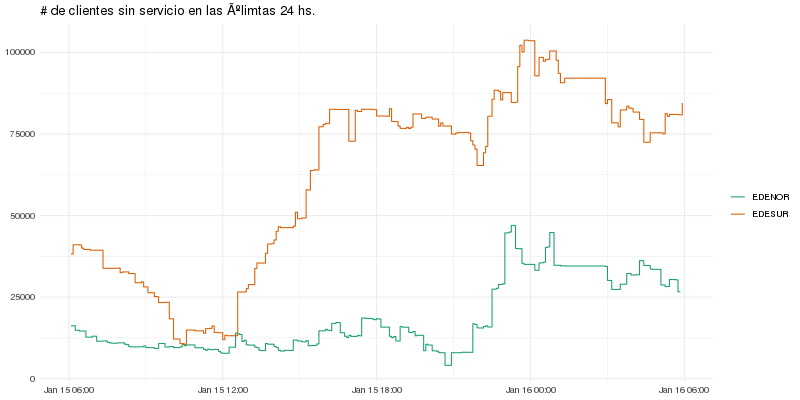 # de clientes sin servicio en las Ãºlimtas 24 hs.
100000
75000
50000
25000
0
Jan 15 06:00
Jan 15 12:00
Jan 15 18:00
Jan 16 00:00
Jan 16 06:00
EDENOR
EDESUR